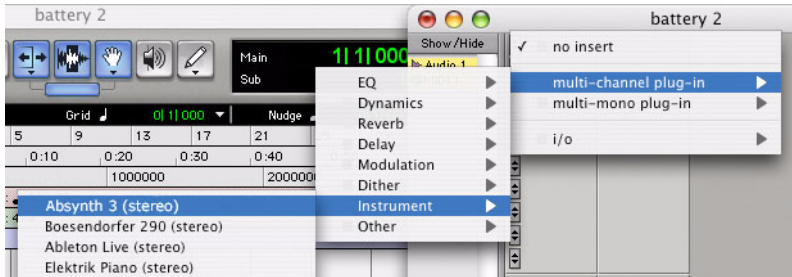 battery 2
battery 2
Show/Hide
Main
1| 1| 000
Sub
Audio 1
✓ no insert
multi-channel plug-in
multi-mono plug-in
i/o
EQ
Dynamics
Reverb
Delay
Modulation
Dither
Instrument
Other
Grid
0| 1| 000
Nudge
5 9 13 17 21
0:10 0:20 0:30 0:40
1000000 2000000
Absynth 3 (stereo)
Boesendorfer 290 (stereo)
Ableton Live (stereo)
Elektrik Piano (stereo)